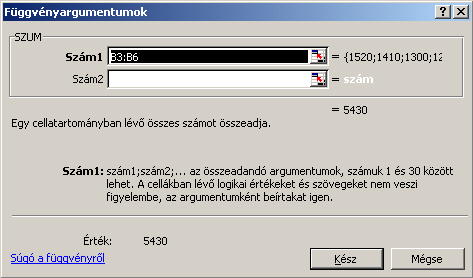 Függvényargumentumok
SZUM
Szám1 B3:B6 = {1520;1410;1300;12
Szám2 = szám
= 5430
Egy cellatartományban lévő összes számot összeadja.
Szám1: szám1;szám2;... az összeadandó argumentumok, számuk 1 és 30 között
lehet. A cellákban lévő logikai értékeket és szövegeket nem veszi
figyelembe, az argumentumként beírtakat igen.
Érték: 5430
Súgó a függvényről Kész Mégse